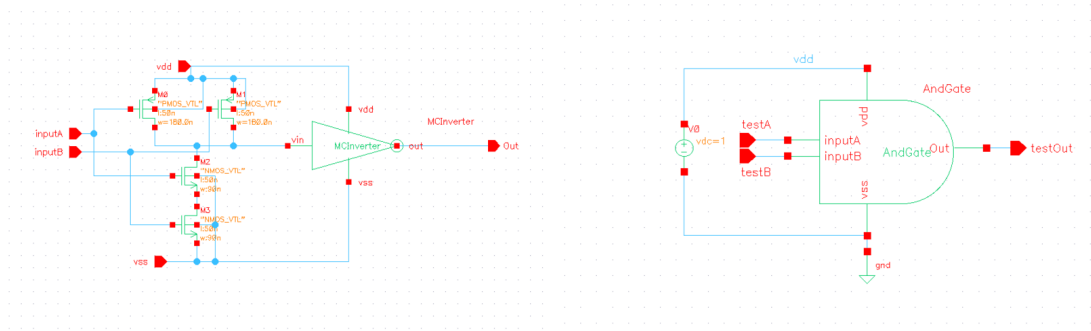 vdd
M0
"PMOS_VTL"
l:50n
w=180.0n
M1
"PMOS_VTL"
l:50n
w=180.0n
inputA
inputB
vin
vdd
MCInverter
MCInverter
out
Out
vss
M2
"NMOS_VTL"
l:50n
w:90n
M3
"NMOS_VTL"
l:50n
w:90n
vss
vdd
V0
vdc=1
testA
testB
AndGate
vdd
inputA
inputB
AndGate
Out
vss
testOut
gnd